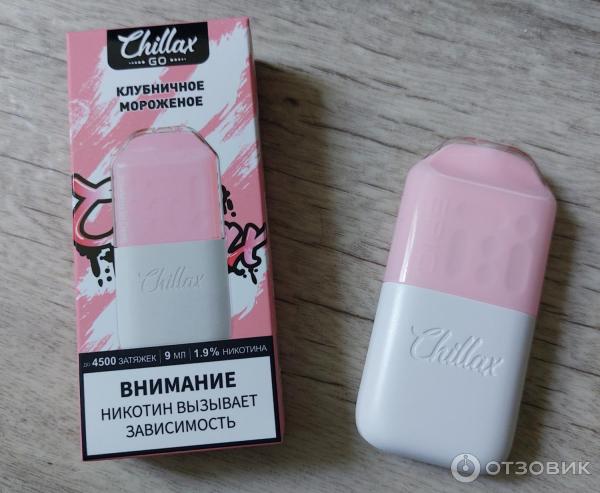 Chillax
GO
КЛУБНИЧНОЕ
МОРОЖЕНОЕ
Chillax
до 4500 ЗАТЯЖЕК | 9 МЛ | 1.9% НИКОТИНА
ВНИМАНИЕ
НИКОТИН ВЫЗЫВАЕТ
ЗАВИСИМОСТЬ
Chillax
ОТЗОВИК